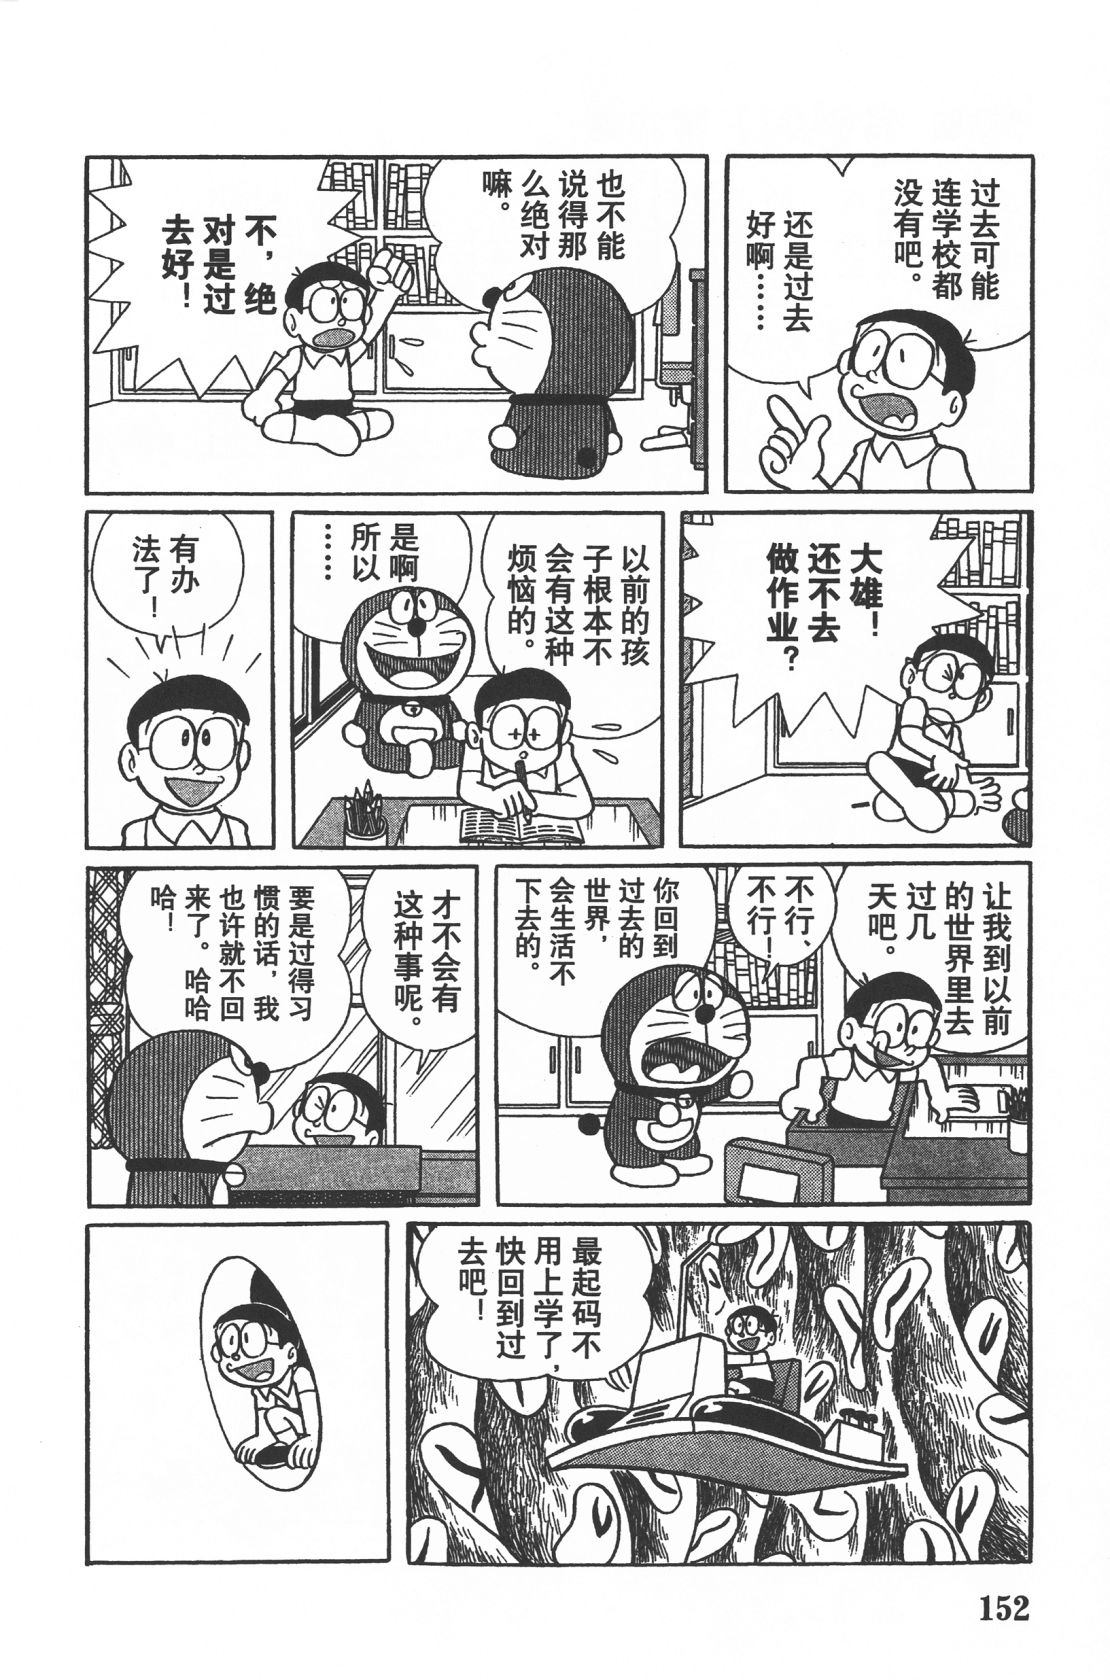 过去可能
连学校都
没有吧。
还是过去
好啊……
也不能
说得那
么绝对
嘛。
不，绝
对是过
去好！
大雄！
还不去
做作业？
以前的孩
子根本不
会有这种
烦恼的。
是啊
所以
……
有办
法了！
让我到以前
的世界里去
过几
天吧。
不行、
不行！
你回到
过去的
世界，
会生活不
下去的。
才不会有
这种事呢。
要是过得习
惯的话，我
也许就不回
来了。哈哈
哈！
最起码不
用上学了，
快回到过
去吧！
152